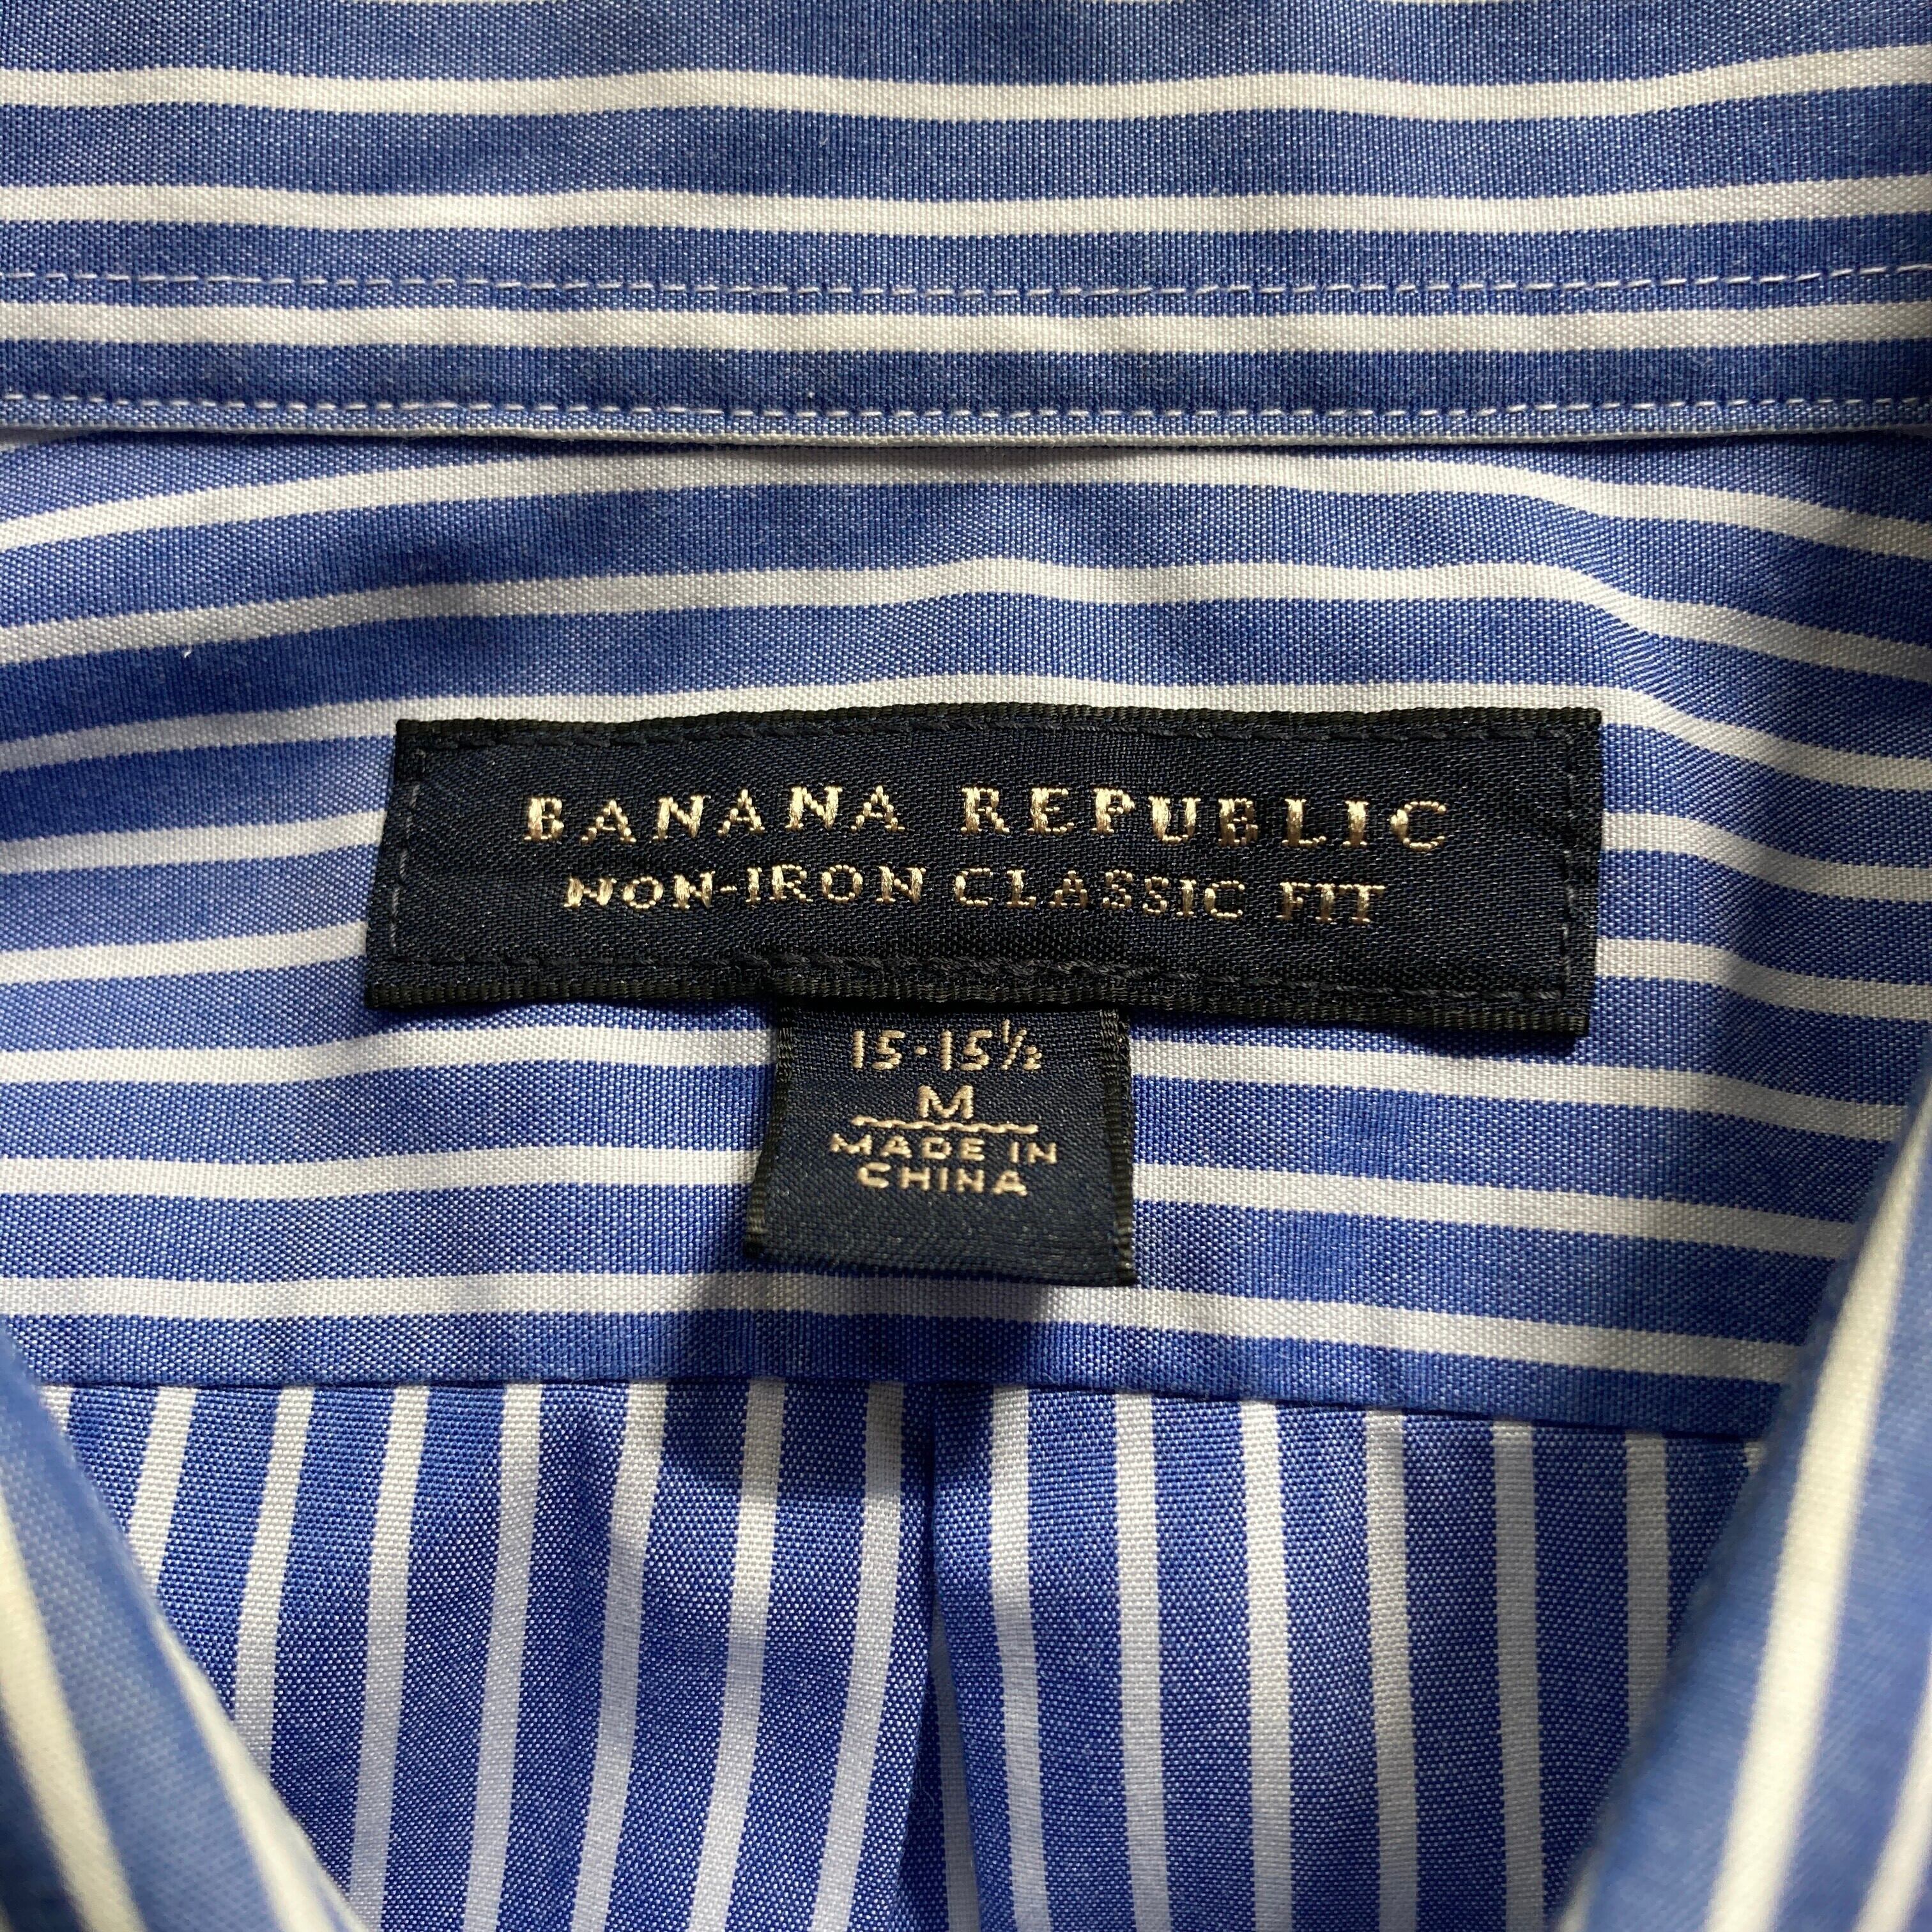 BANANA REPUBLIC
NON-IRON CLASSIC FIT
15·15½
M
MADE IN
CHINA